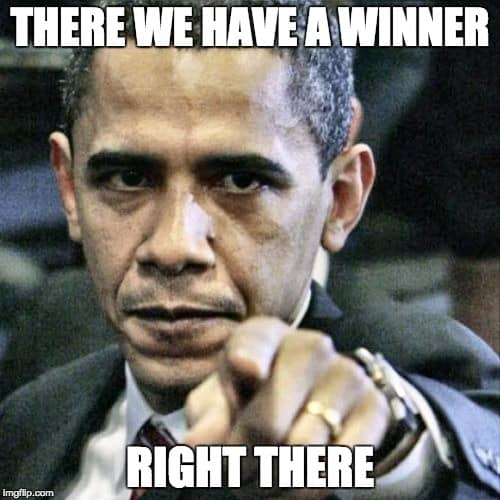 THERE WE HAVE A WINNER
RIGHT THERE
imgflip.com